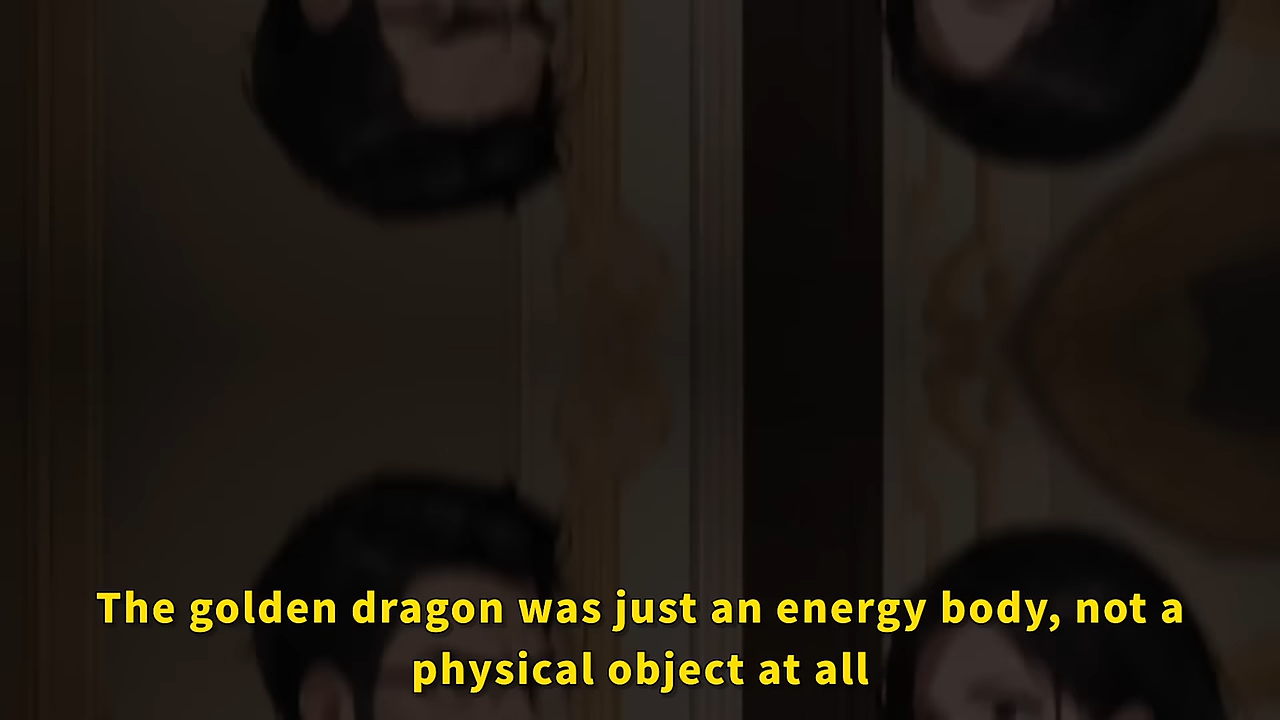 The golden dragon was just an energy body, not a
physical object at all